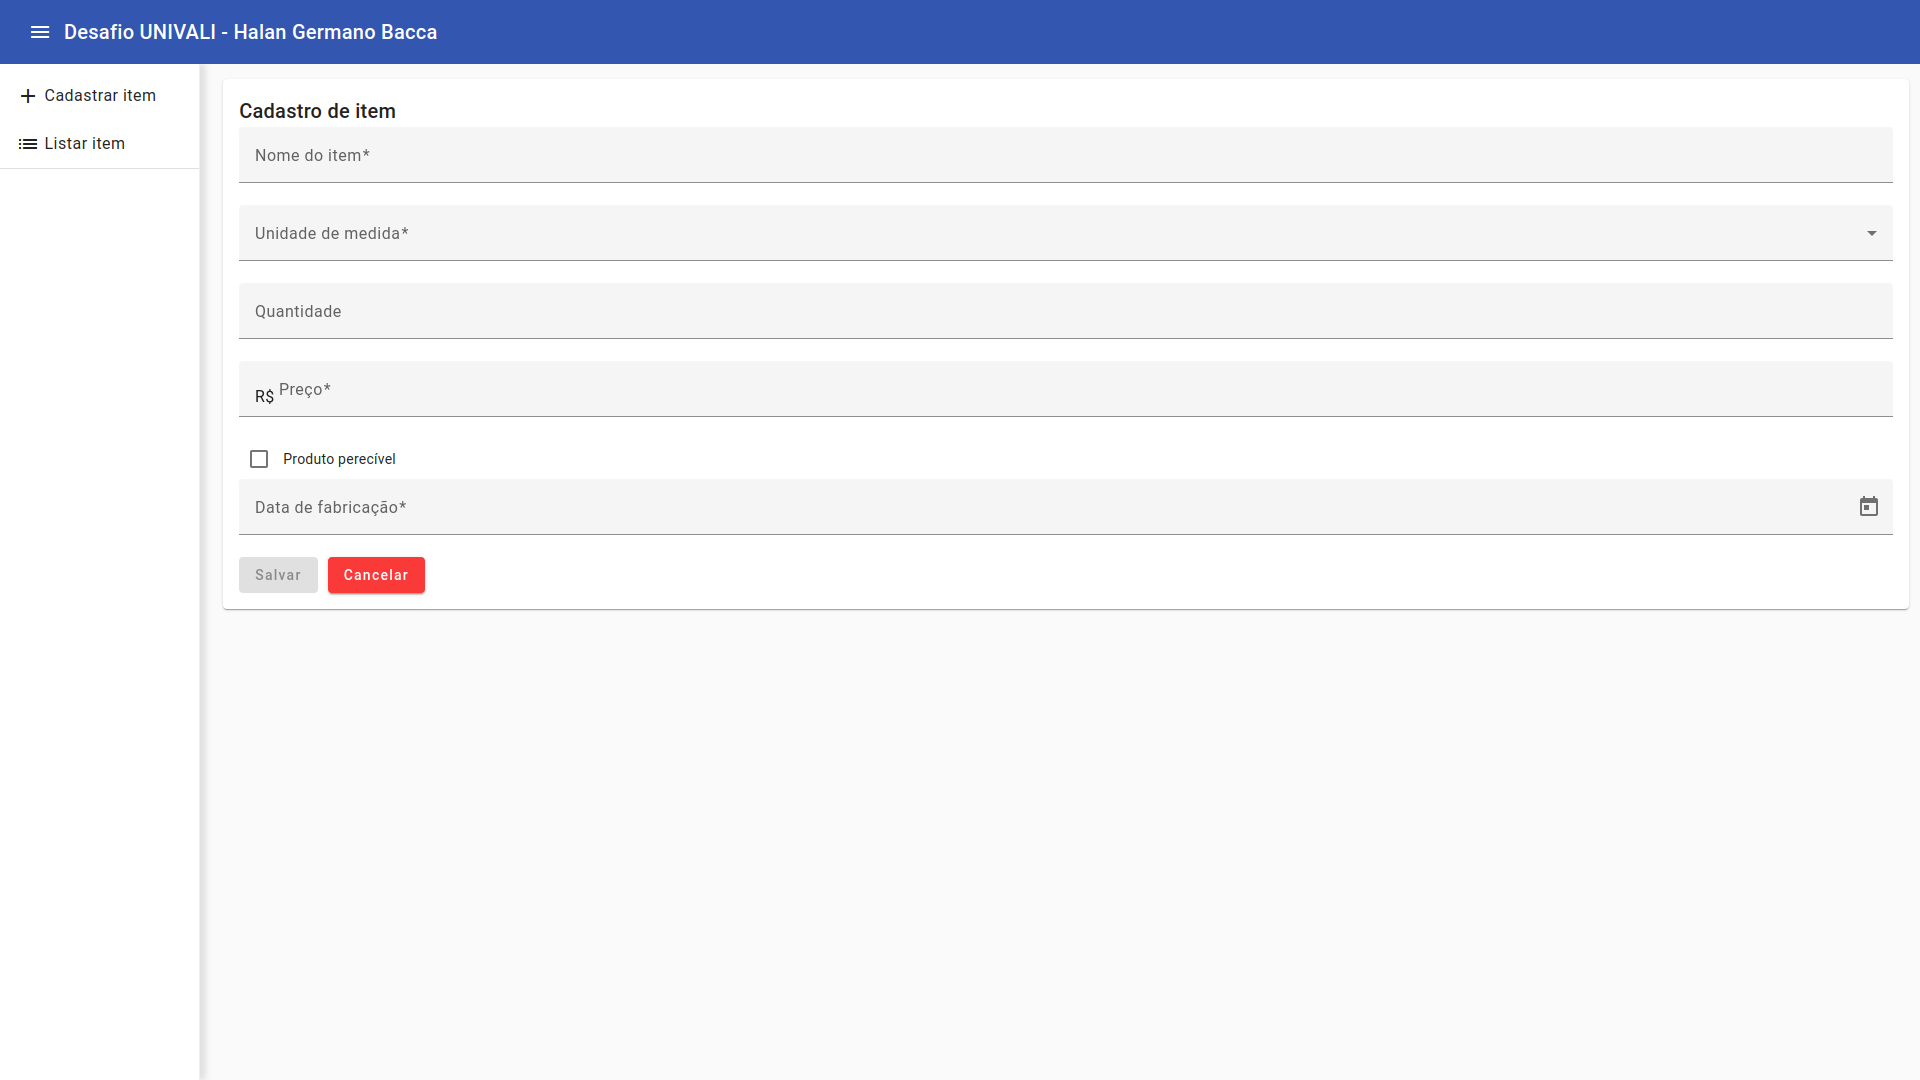 Desafio UNIVALI - Halan Germano Bacca
Cadastrar item
Listar item
Cadastro de item
Nome do item*
Unidade de medida*
Quantidade
R$ Preço*
Produto perecível
Data de fabricação*
Salvar
Cancelar